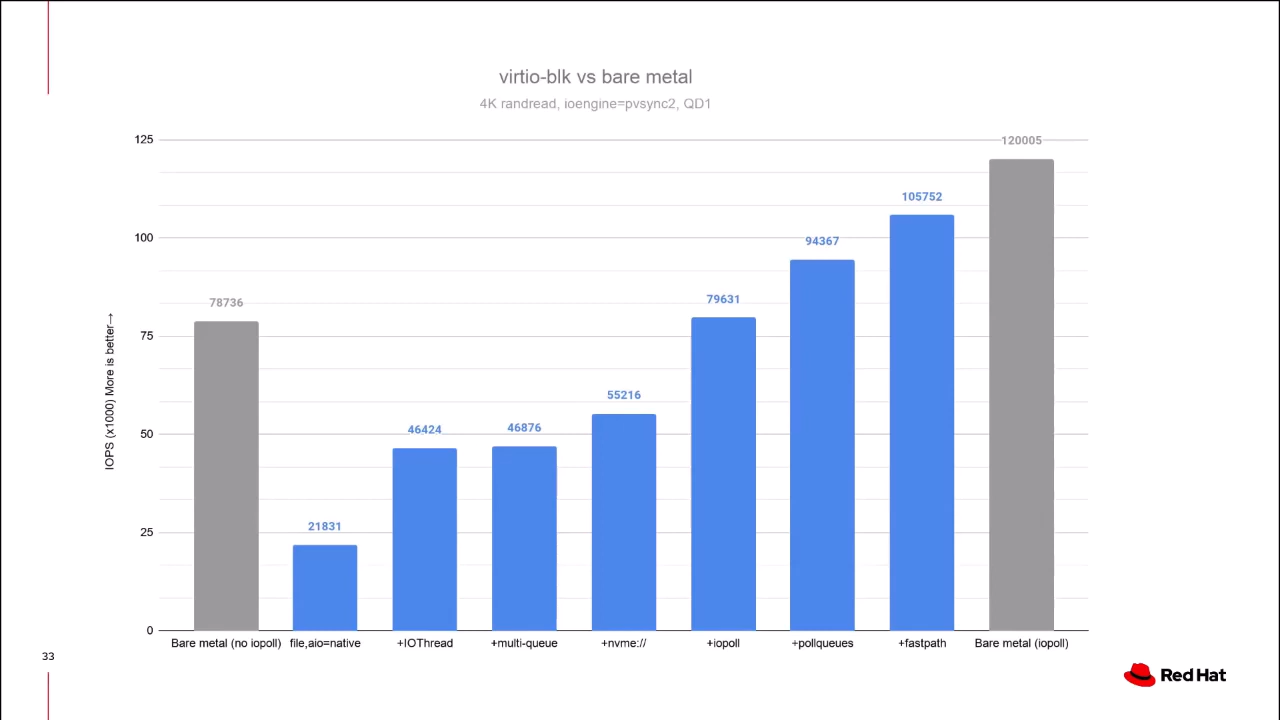 virtio-blk vs bare metal
4K randread, ioengine=pvsync2, QD1
IOPS (x1000) More is better→
125
100
75
50
25
0
78736
21831
46424
46876
55216
79631
94367
105752
120005
Bare metal (no iopoll)
file,aio=native
+IOThread
+multi-queue
+nvme://
+iopoll
+pollqueues
+fastpath
Bare metal (iopoll)
33
Red Hat